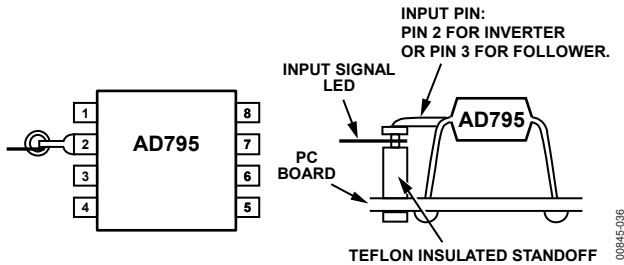 INPUT PIN:
PIN 2 FOR INVERTER
OR PIN 3 FOR FOLLOWER.
INPUT SIGNAL
LED
1
2
3
4
AD795
8
7
6
5
AD795
PC
BOARD
TEFLON INSULATED STANDOFF
00845-036